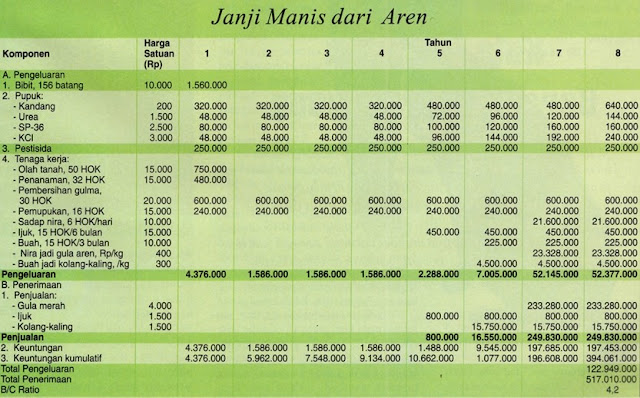 Janji Manis dari Aren
Komponen Harga Satuan (Rp) Tahun
1 2 3 4 5 6 7 8
A. Pengeluaran
1. Bibit, 156 batang 10.000 1.560.000
2. Pupuk:
- Kandang 200 320.000 320.000 320.000 320.000 480.000 480.000 480.000 640.000
- Urea 1.500 48.000 48.000 48.000 48.000 72.000 96.000 120.000 144.000
- SP-36 2.500 80.000 80.000 80.000 80.000 100.000 120.000 160.000 160.000
- KCl 3.000 48.000 48.000 48.000 48.000 96.000 144.000 192.000 240.000
3. Pestisida 250.000 250.000 250.000 250.000 250.000 250.000 250.000 250.000
4. Tenaga kerja:
- Olah tanah, 50 HOK 15.000 750.000
- Penanaman, 32 HOK 15.000 480.000
- Pembersihan gulma,
30 HOK 20.000 600.000 600.000 600.000 600.000 600.000 600.000 600.000 600.000
- Pemupukan, 16 HOK 15.000 240.000 240.000 240.000 240.000 240.000 240.000 240.000 240.000
- Sadap nira, 6 HOK/hari 10.000 21.600.000 21.600.000
- Ijuk, 15 HOK/6 bulan 15.000 450.000 450.000 450.000 450.000
- Buah, 15 HOK/3 bulan 10.000 225.000 225.000 225.000
- Nira jadi gula aren, Rp/kg 400 23.328.000 23.328.000
- Buah jadi kolang-kaling, /kg 300 4.500.000 4.500.000 4.500.000
Pengeluaran 4.376.000 1.586.000 1.586.000 1.586.000 2.288.000 7.005.000 52.145.000 52.377.000
B. Penerimaan
1. Penjualan:
- Gula merah 4.000 233.280.000 233.280.000
- Ijuk 1.500 800.000 800.000 800.000 800.000
- Kolang-kaling 1.500 15.750.000 15.750.000 15.750.000
Penjualan 800.000 16.550.000 249.830.000 249.830.000
2. Keuntungan 4.376.000 1.586.000 1.586.000 1.586.000 1.488.000 9.545.000 197.685.000 197.453.000
3. Keuntungan kumulatif 4.376.000 5.962.000 7.548.000 9.134.000 10.662.000 1.077.000 196.608.000 394.061.000
Total Pengeluaran 122.949.000
Total Penerimaan 517.010.000
B/C Ratio 4,2